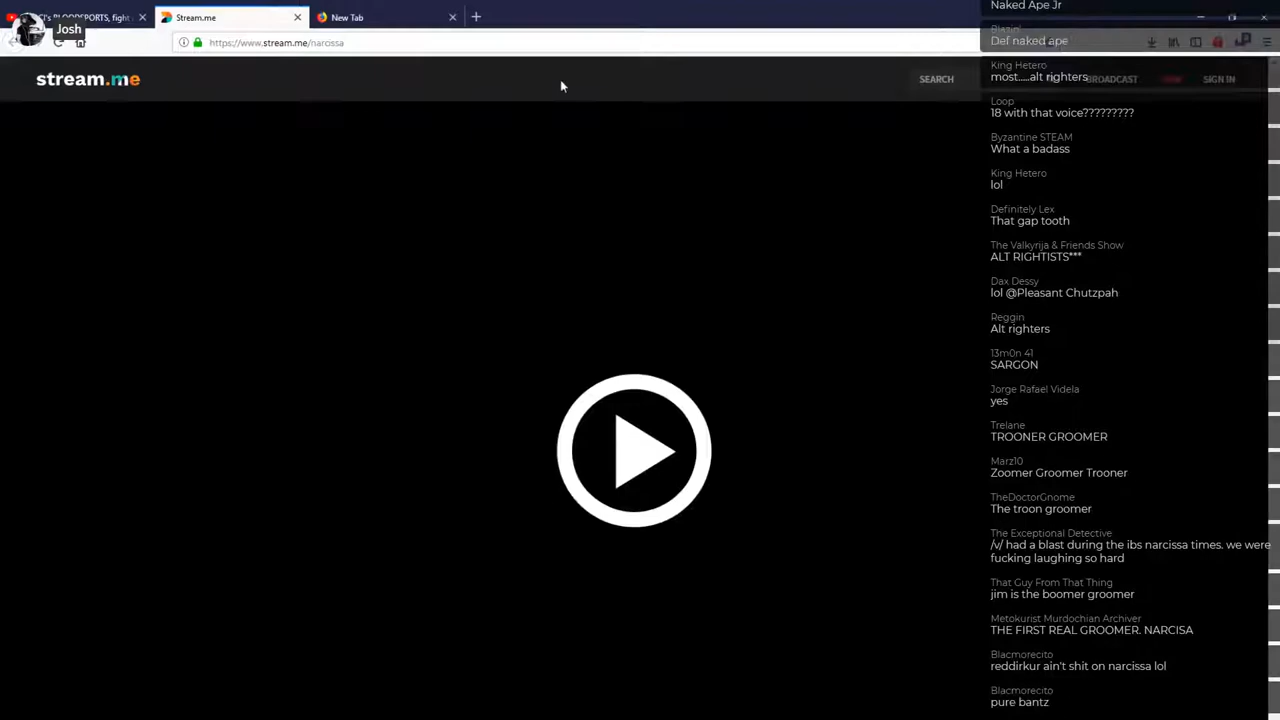 I's BLOODSPORTS, fight
Stream.me
New Tab
Josh
https://www.stream.me/narcissa
stream.me
SEARCH
BROADCAST
SIGN IN
Naked Ape Jr
Blazini
Def naked ape
King Hetero
most.....alt righters
Loop
18 with that voice?????????
Byzantine STEAM
What a badass
King Hetero
lol
Definitely Lex
That gap tooth
The Valkyrija & Friends Show
ALT RIGHTISTS***
Dax Dessy
lol @Pleasant Chutzpah
Reggin
Alt righters
13m0n 41
SARGON
Jorge Rafael Videla
yes
Trelane
TROONER GROOMER
Marz10
Zoomer Groomer Trooner
TheDoctorGnome
The troon groomer
The Exceptional Detective
/v/ had a blast during the ibs narcissa times. we were
fucking laughing so hard
That Guy From That Thing
jim is the boomer groomer
Metokurist Murdochian Archiver
THE FIRST REAL GROOMER. NARCISA
Blacmorecito
reddirkur ain't shit on narcissa lol
Blacmorecito
pure bantz